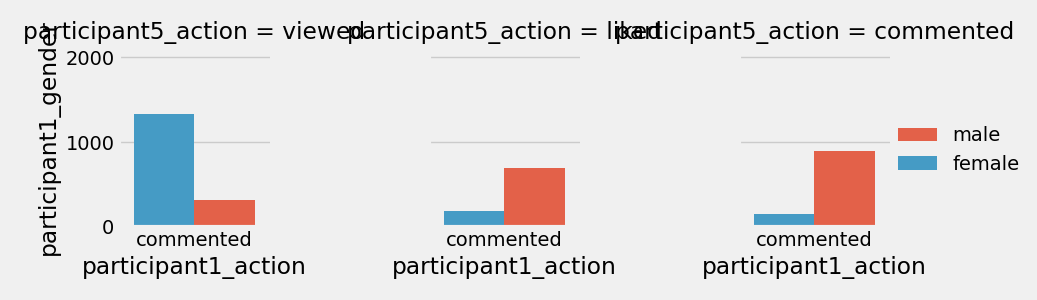 participant5_action = viewed
participant5_action = liked
participant5_action = commented
participant1_gender
2000
1000
0
commented
commented
commented
participant1_action
participant1_action
participant1_action
male
female